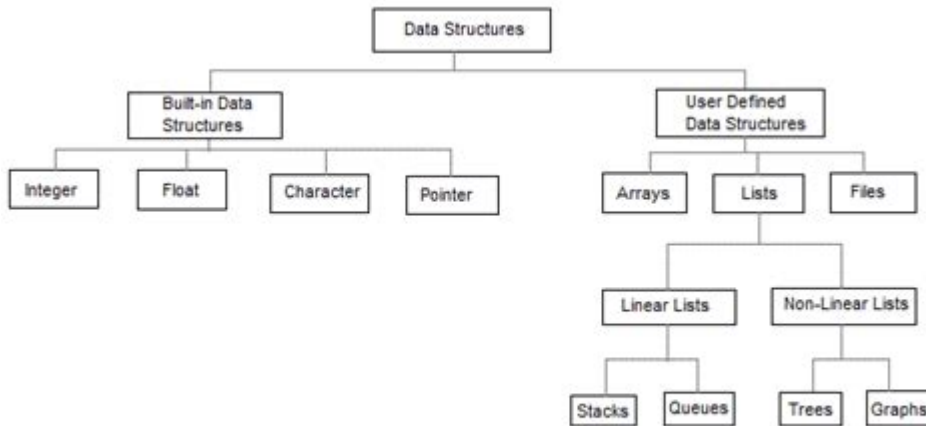 Data Structures
Built-in Data
Structures
User Defined
Data Structures
Integer
Float
Character
Pointer
Arrays
Lists
Files
Linear Lists
Non-Linear Lists
Stacks
Queues
Trees
Graphs